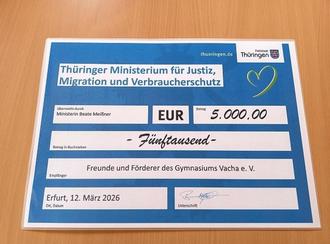 thueringen.de
Freistaat
Thüringen
Thüringer Ministerium für Justiz,
Migration und Verbraucherschutz
überreicht durch
Ministerin Beate Meißner
EUR
Betrag
5.000,00
- Fünftausend-
Betrag in Buchstaben
Freunde und Förderer des Gymnasiums Vacha e. V.
Empfänger
Erfurt, 12. März 2026
Ort, Datum
Unterschrift